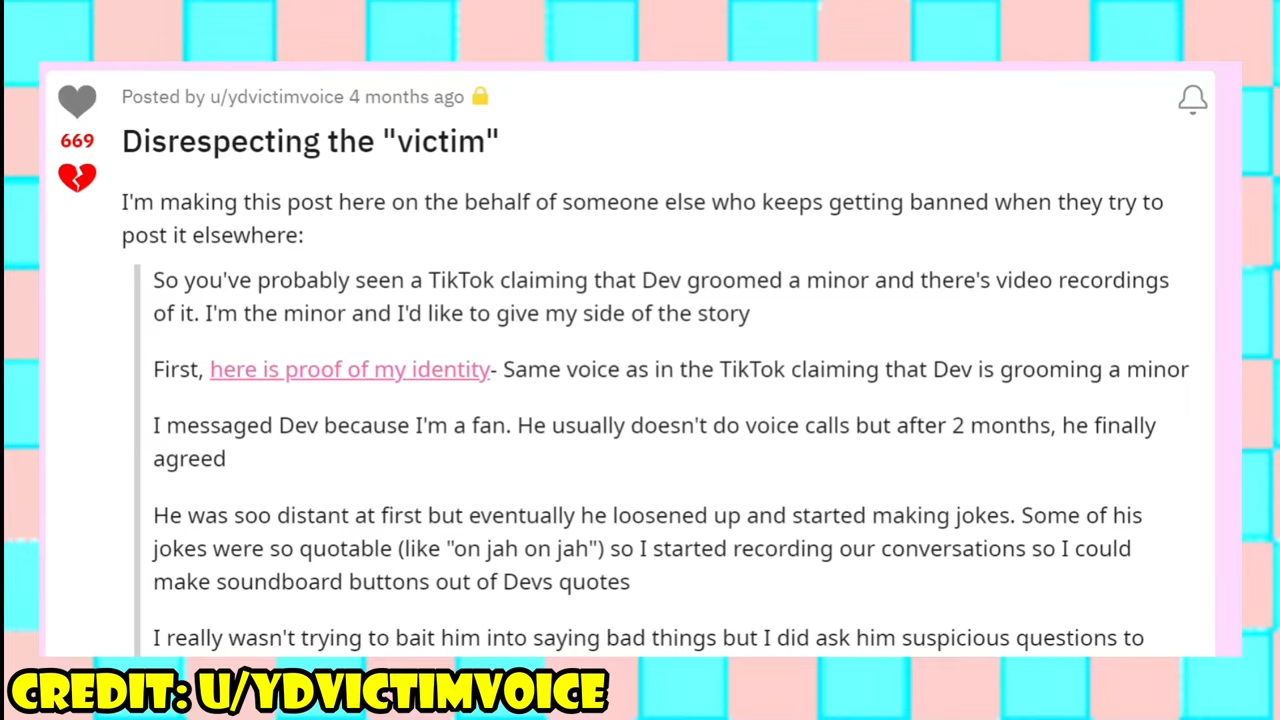 Posted by u/ydvictimvoice 4 months ago
669
Disrespecting the "victim"
I'm making this post here on the behalf of someone else who keeps getting banned when they try to
post it elsewhere:
So you've probably seen a TikTok claiming that Dev groomed a minor and there's video recordings
of it. I'm the minor and I'd like to give my side of the story
First, here is proof of my identity- Same voice as in the TikTok claiming that Dev is grooming a minor
I messaged Dev because I'm a fan. He usually doesn't do voice calls but after 2 months, he finally
agreed
He was soo distant at first but eventually he loosened up and started making jokes. Some of his
jokes were so quotable (like "on jah on jah") so I started recording our conversations so I could
make soundboard buttons out of Devs quotes
I really wasn't trying to bait him into saying bad things but I did ask him suspicious questions to
CREDIT: U/YDVICTIMVOICE